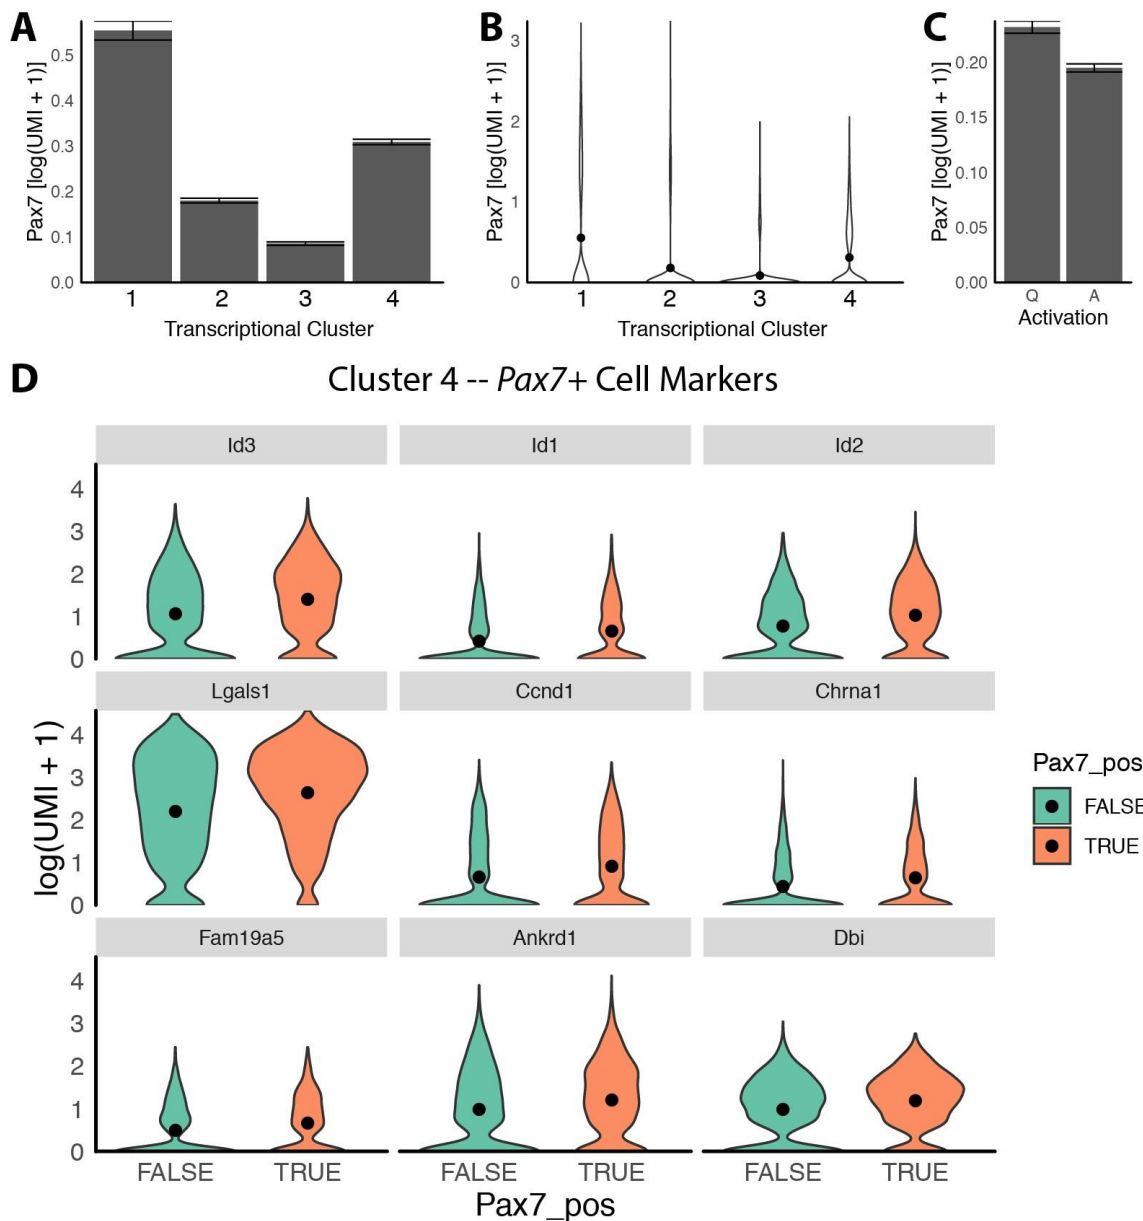 A
Pax7 [log(UMI + 1)]
0.5
0.4
0.3
0.2
0.1
0.0
1 2 3 4
Transcriptional Cluster
B
Pax7 [log(UMI + 1)]
3
2
1
0
1 2 3 4
Transcriptional Cluster
C
Pax7 [log(UMI + 1)]
0.20
0.15
0.10
0.05
0.00
Q A
Activation
D
Cluster 4 -- Pax7+ Cell Markers
Id3 Id1 Id2
4
3
2
1
0
Lgals1 Ccnd1 Chrna1
4
3
2
1
0
log(UMI + 1)
Fam19a5 Ankrd1 Dbi
4
3
2
1
0
FALSE TRUE FALSE TRUE FALSE TRUE
Pax7_pos
Pax7_pos
FALSE
TRUE